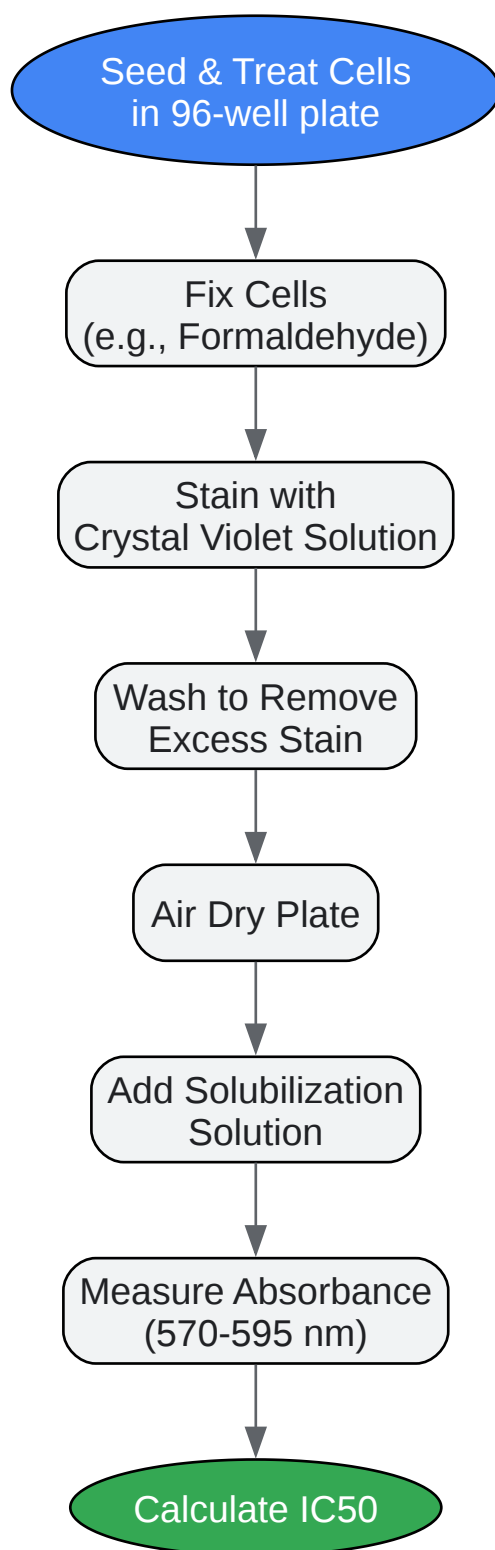 Seed & Treat Cells
in 96-well plate
Fix Cells
(e.g., Formaldehyde)
Stain with
Crystal Violet Solution
Wash to Remove
Excess Stain
Air Dry Plate
Add Solubilization
Solution
Measure Absorbance
(570-595 nm)
Calculate IC50